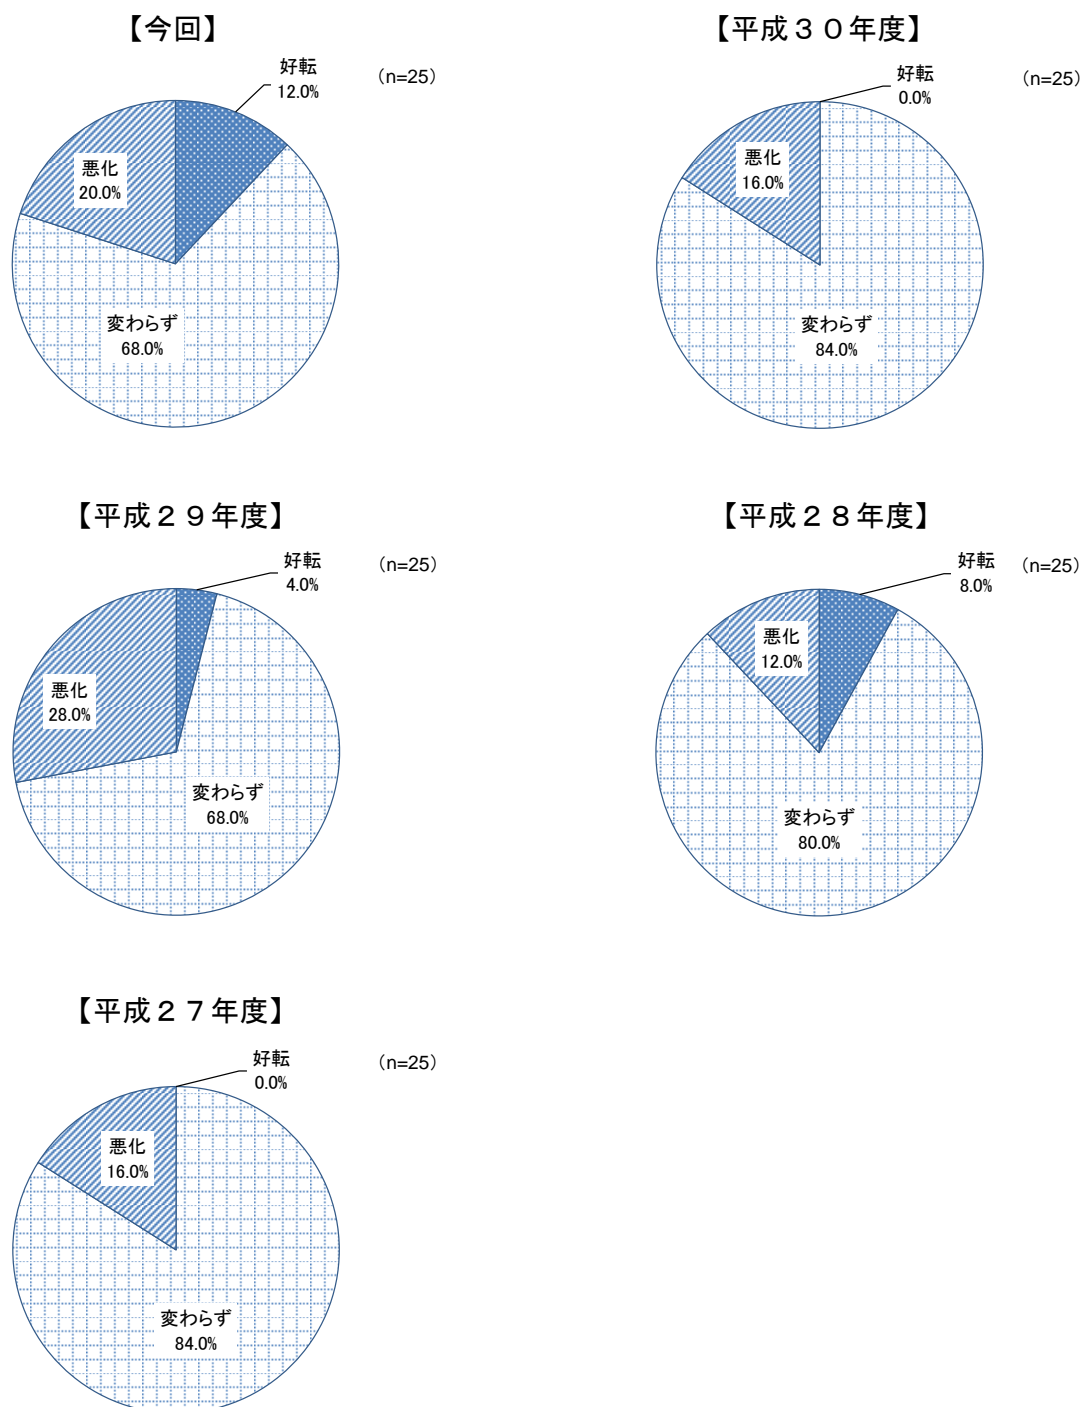 【今回】
好転
12.0%
（n=25）
悪化
20.0%
変わらず
68.0%
【平成３０年度】
好転
0.0%
（n=25）
悪化
16.0%
変わらず
84.0%
【平成２９年度】
好転
4.0%
（n=25）
悪化
28.0%
変わらず
68.0%
【平成２８年度】
好転
8.0%
（n=25）
悪化
12.0%
変わらず
80.0%
【平成２７年度】
好転
0.0%
（n=25）
悪化
16.0%
変わらず
84.0%